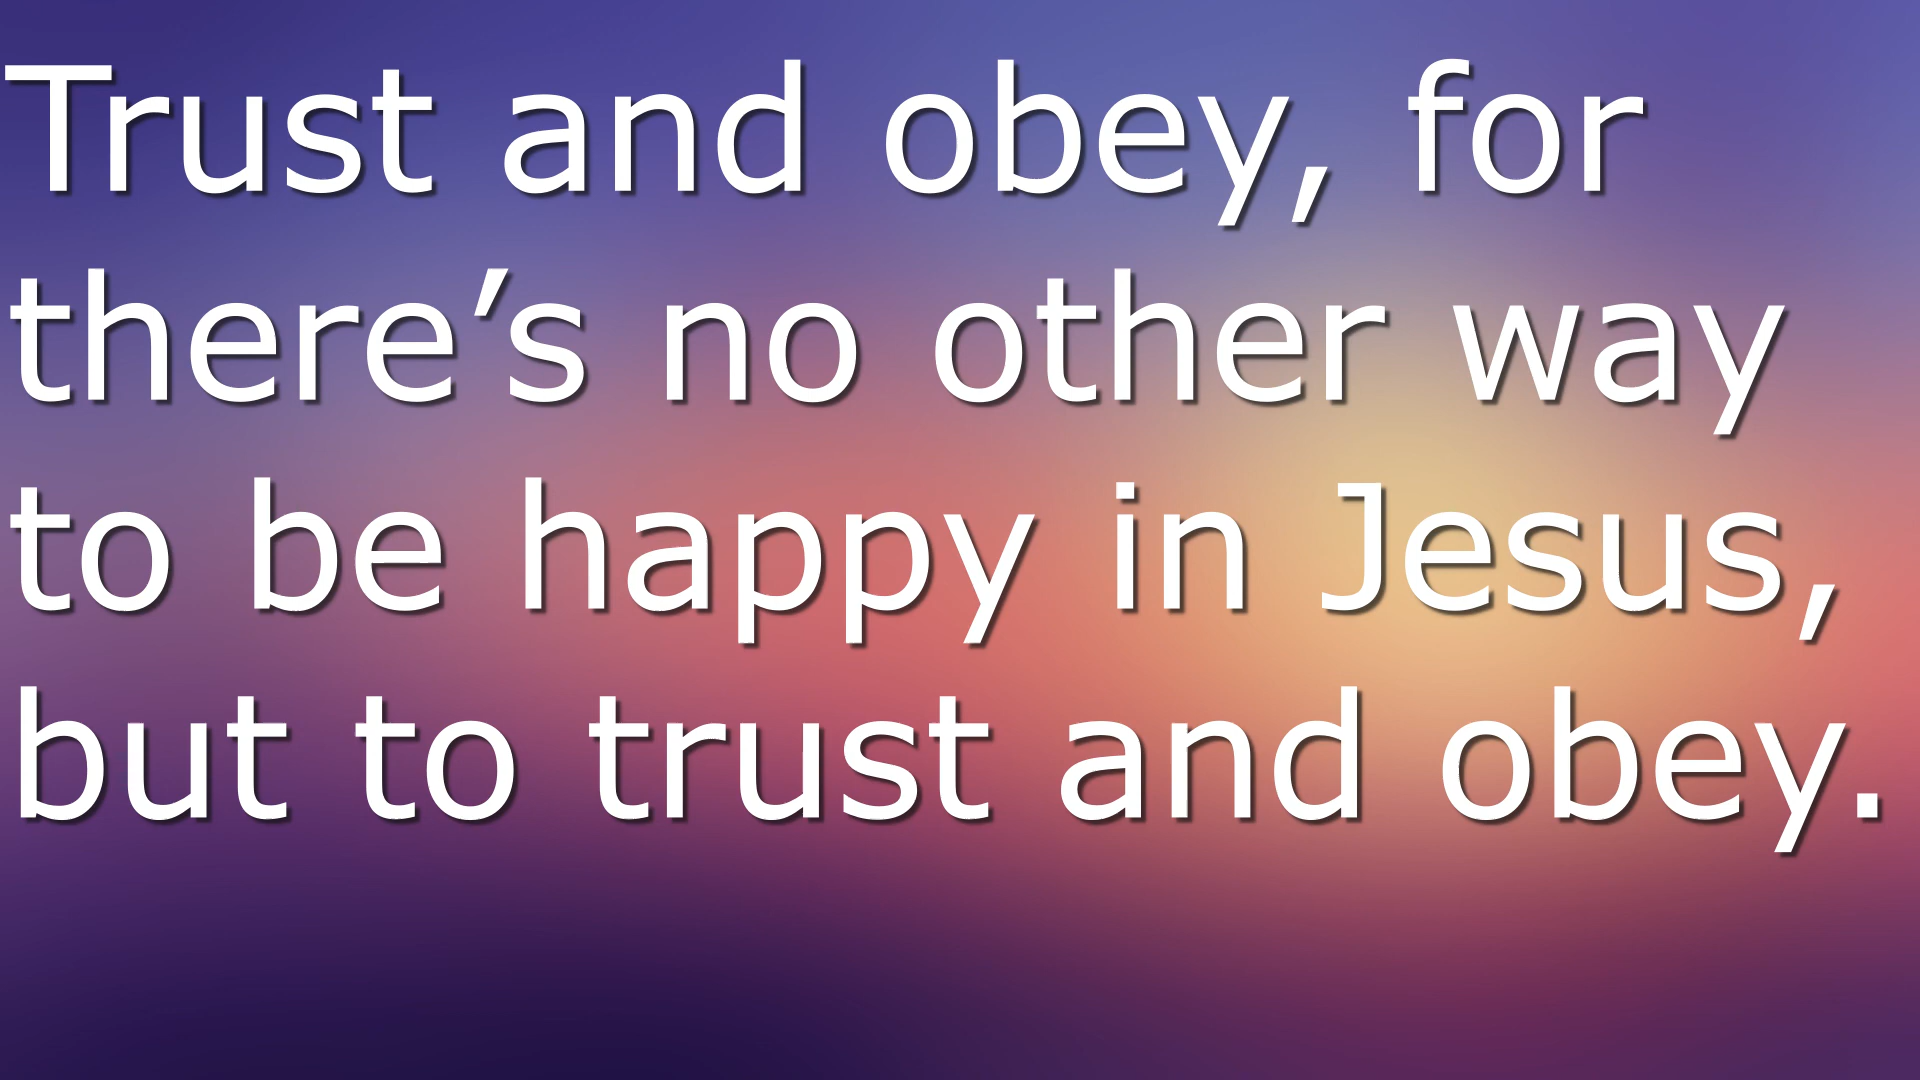 Trust and obey, for
there’s no other way
to be happy in Jesus,
but to trust and obey.